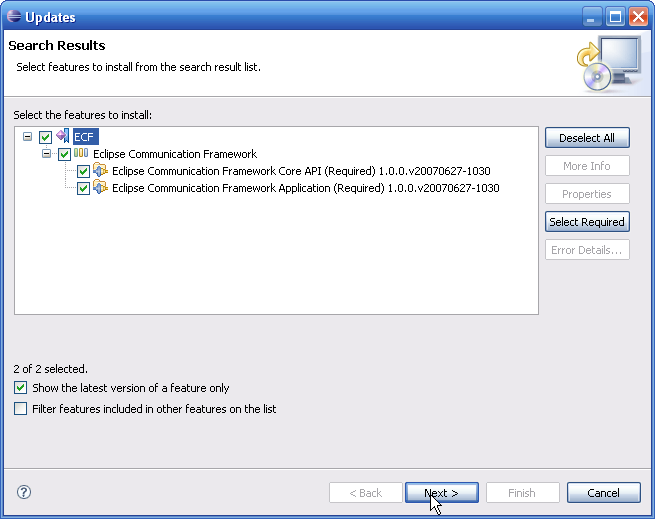 Updates
Search Results
Select features to install from the search result list.
Select the features to install:
ECF
Eclipse Communication Framework
Eclipse Communication Framework Core API (Required) 1.0.0.v20070627-1030
Eclipse Communication Framework Application (Required) 1.0.0.v20070627-1030
Deselect All
More Info
Properties
Select Required
Error Details...
2 of 2 selected.
Show the latest version of a feature only
Filter features included in other features on the list
?
< Back
Next >
Finish
Cancel